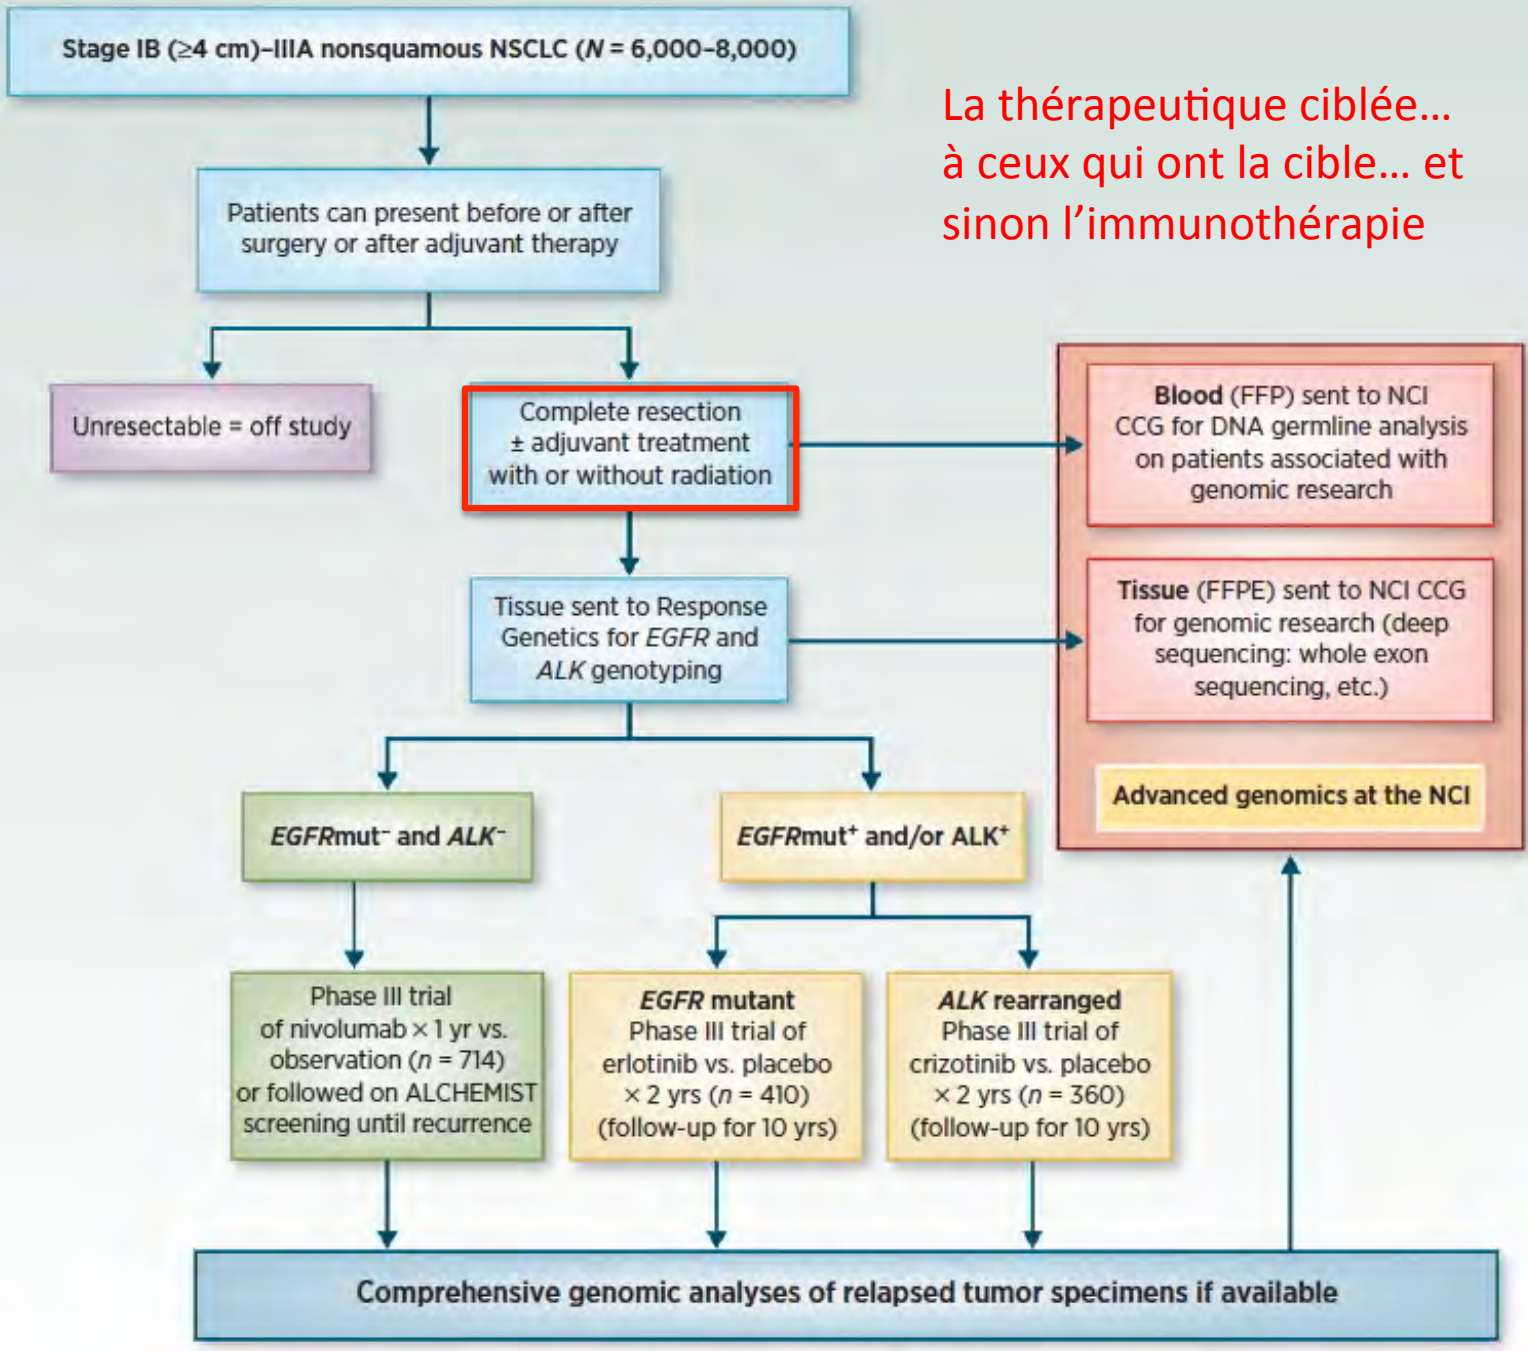 Stage IB (≥4 cm)–IIIA nonsquamous NSCLC (N = 6,000–8,000)
La thérapeutique ciblée...
à ceux qui ont la cible... et
sinon l'immunothérapie
Patients can present before or after
surgery or after adjuvant therapy
Unresectable = off study
Complete resection
± adjuvant treatment
with or without radiation
Blood (FFP) sent to NCI
CCG for DNA germline analysis
on patients associated with
genomic research
Tissue sent to Response
Genetics for EGFR and
ALK genotyping
Tissue (FFPE) sent to NCI CCG
for genomic research (deep
sequencing: whole exon
sequencing, etc.)
Advanced genomics at the NCI
EGFRmut⁻ and ALK⁻
EGFRmut⁺ and/or ALK⁺
Phase III trial
of nivolumab × 1 yr vs.
observation (n = 714)
or followed on ALCHEMIST
screening until recurrence
EGFR mutant
Phase III trial of
erlotinib vs. placebo
× 2 yrs (n = 410)
(follow-up for 10 yrs)
ALK rearranged
Phase III trial of
crizotinib vs. placebo
× 2 yrs (n = 360)
(follow-up for 10 yrs)
Comprehensive genomic analyses of relapsed tumor specimens if available